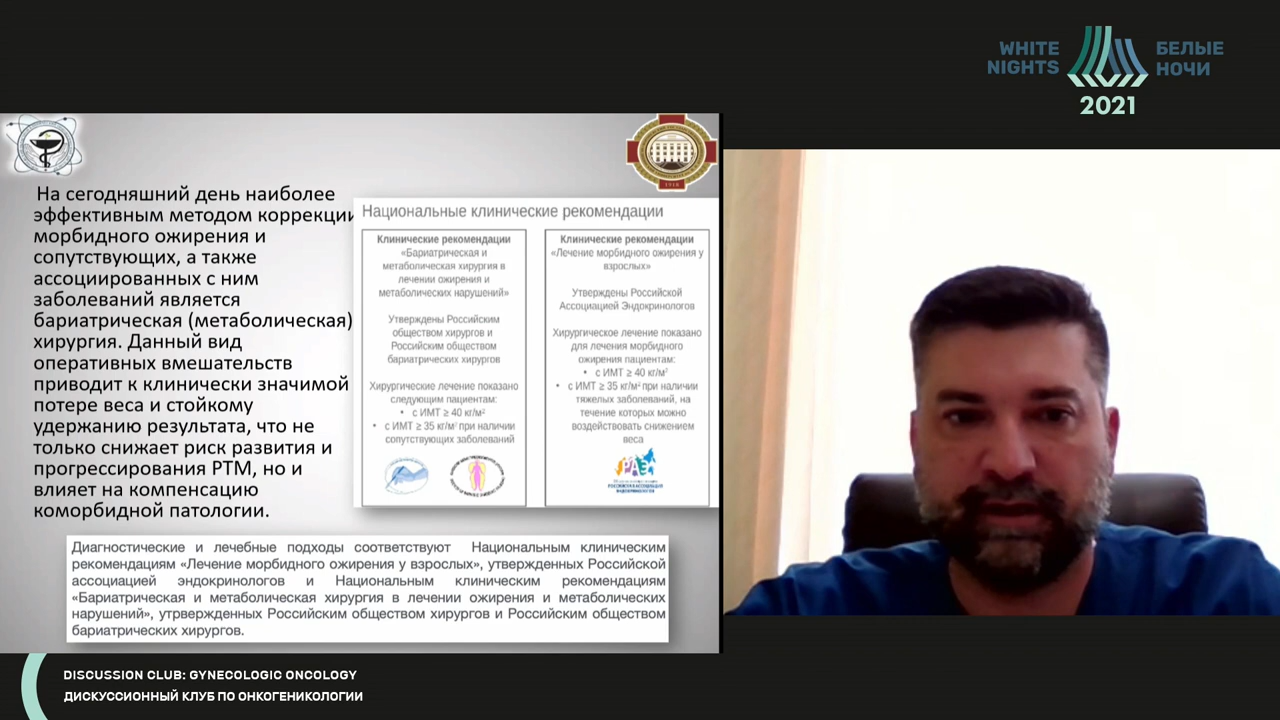 WHITE
NIGHTS
БЕЛЫЕ
НОЧИ
2021
На сегодняшний день наиболее
эффективным методом коррекции
морбидного ожирения и
сопутствующих, а также
ассоциированных с ним
заболеваний является
бариатрическая (метаболическая)
хирургия. Данный вид
оперативных вмешательств
приводит к клинически значимой
потере веса и стойкому
удержанию результата, что не
только снижает риск развития и
прогрессирования РТМ, но и
влияет на компенсацию
коморбидной патологии.
Национальные клинические рекомендации
Клинические рекомендации
«Бариатрическая и
метаболическая хирургия в
лечении ожирения и
метаболических нарушений»
Утверждены Российским
обществом хирургов и
Российским обществом
бариатрических хирургов
Хирургические лечение показано
следующим пациентам:
• с ИМТ ≥ 40 кг/м²
• с ИМТ ≥ 35 кг/м² при наличии
сопутствующих заболеваний
Клинические рекомендации
«Лечение морбидного ожирения у
взрослых»
Утверждены Российской
Ассоциацией Эндокринологов
Хирургическое лечение показано
для лечения морбидного
ожирения пациентам:
• с ИМТ ≥ 40 кг/м²
• с ИМТ ≥ 35 кг/м² при наличии
тяжелых заболеваний, на
течение которых можно
воздействовать снижением
веса
РАЭ
РОССИЙСКАЯ АССОЦИАЦИЯ
ЭНДОКРИНОЛОГОВ
Диагностические и лечебные подходы соответствуют Национальным клиническим
рекомендациям «Лечение морбидного ожирения у взрослых», утвержденных Российской
ассоциацией эндокринологов и Национальным клиническим рекомендациям
«Бариатрическая и метаболическая хирургия в лечении ожирения и метаболических
нарушений», утрвержденных Российским обществом хирургов и Российским обществом
бариатрических хирургов.
1918
DISCUSSION CLUB: GYNECOLOGIC ONCOLOGY
ДИСКУССИОННЫЙ КЛУБ ПО ОНКОГЕНИКОЛОГИИ